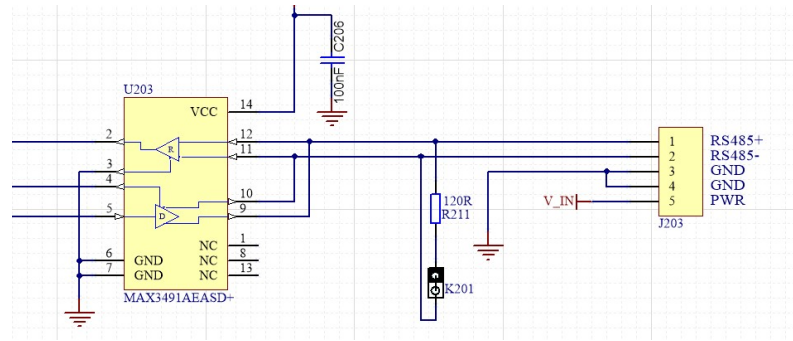 C206
100nF
U203
VCC 14
2 R 12 1 RS485+
11 2 RS485-
3 3 GND
4 4 GND
10 120R V_IN 5 PWR
5 D 9 R211 J203
NC 1
6 GND NC 8
7 GND NC 13
K201
MAX3491AEASD+